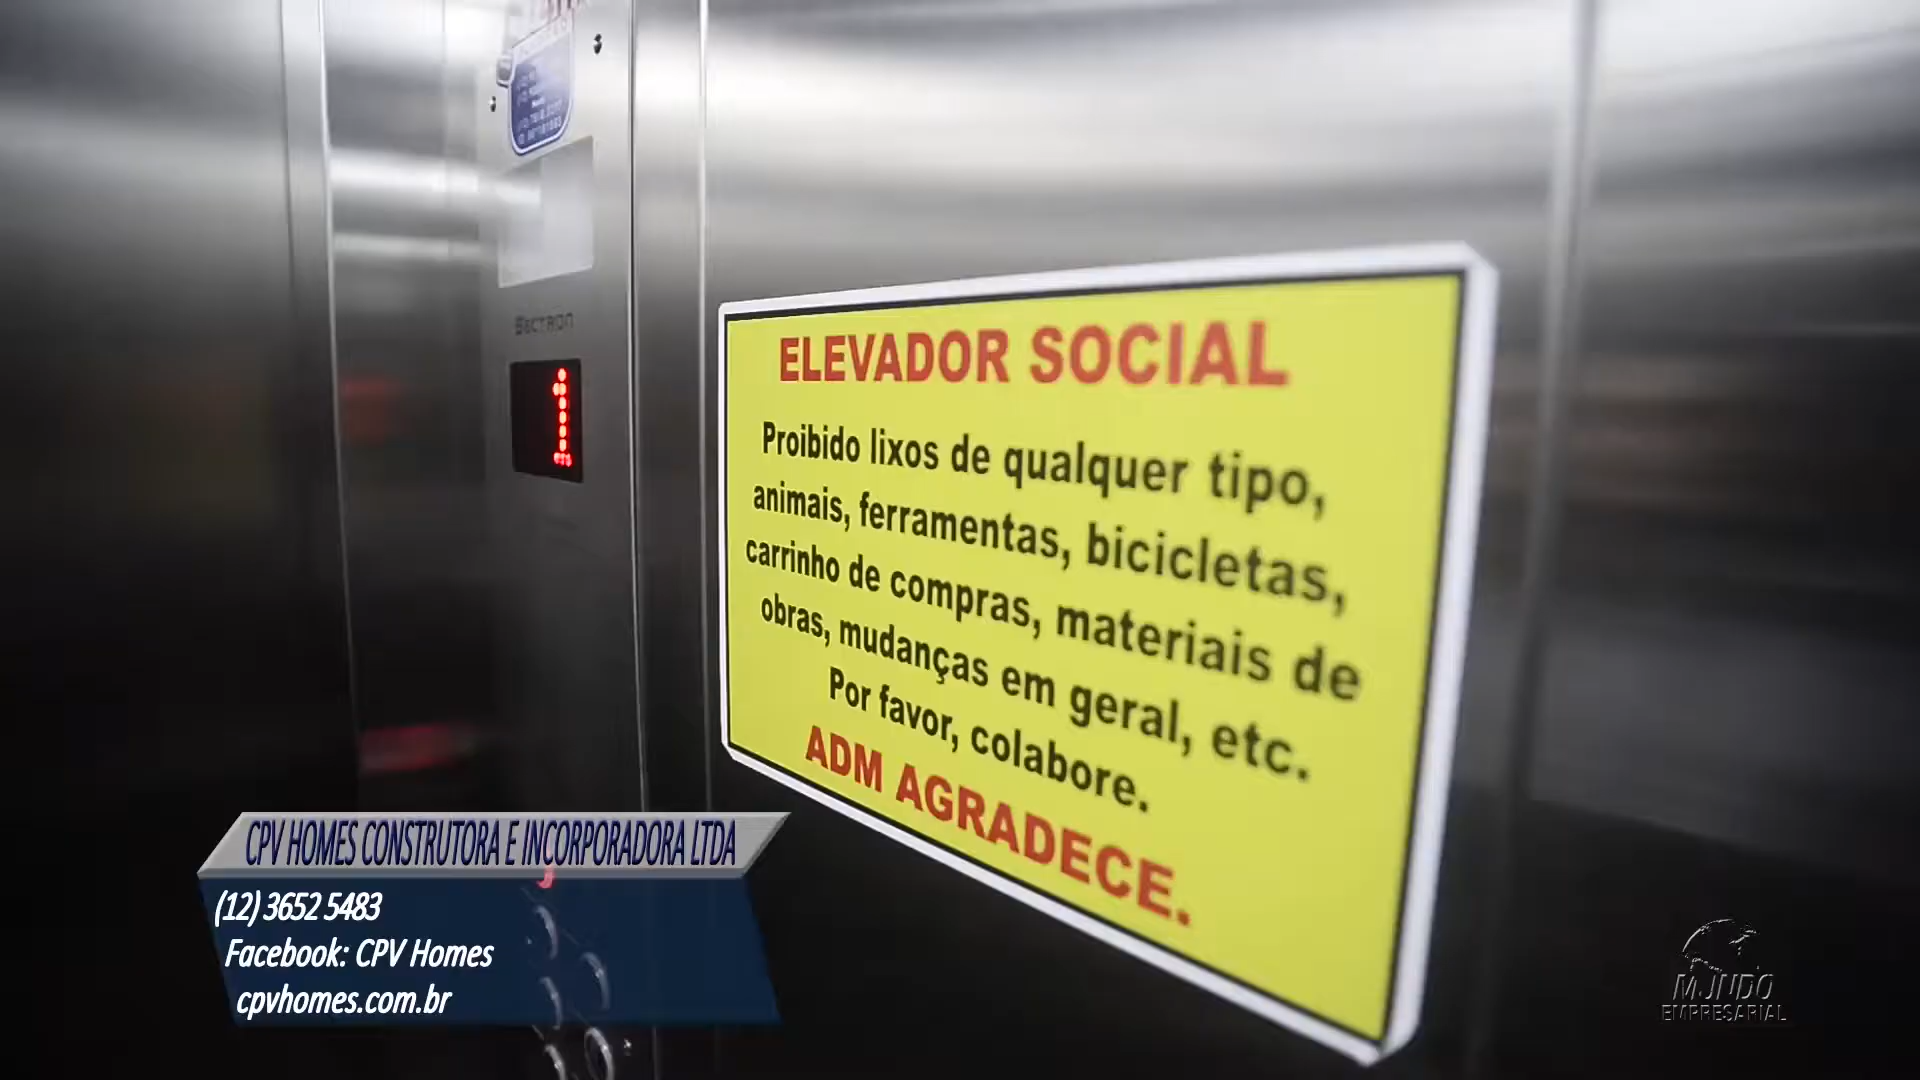 SECTRON
1
ELEVADOR SOCIAL
Proibido lixos de qualquer tipo,
animais, ferramentas, bicicletas,
carrinho de compras, materiais de
obras, mudanças em geral, etc.
Por favor, colabore.
ADM AGRADECE.
CPV HOMES CONSTRUTORA E INCORPORADORA LTDA
(12) 3652 5483
Facebook: CPV Homes
cpvhomes.com.br
MUNDO
EMPRESARIAL